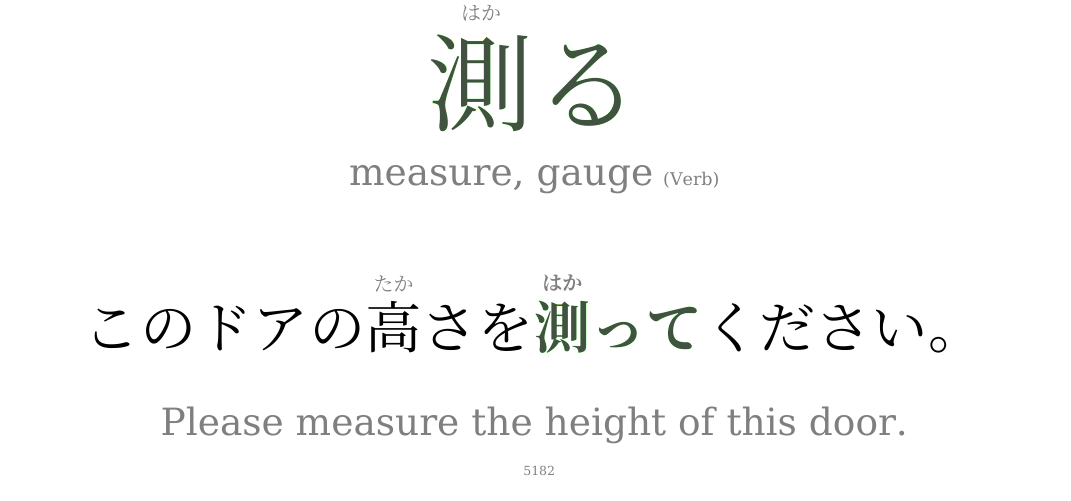 はか
測る
measure, gauge (Verb)
たか はか
このドアの高さを測ってください。
Please measure the height of this door.
5182